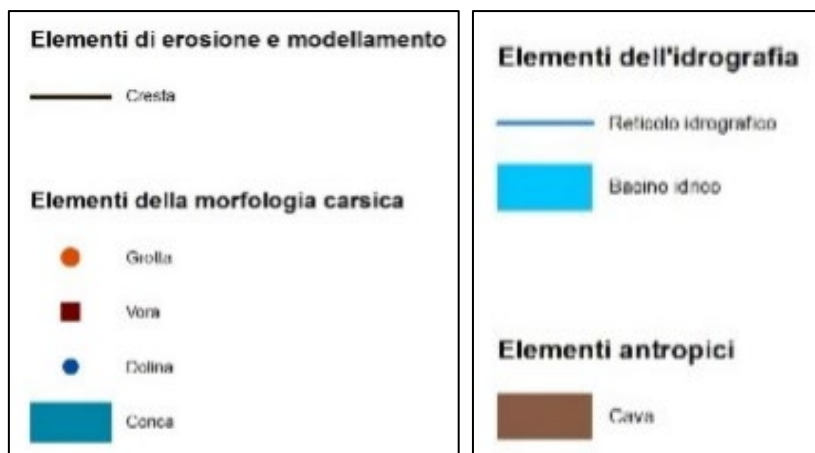 Elementi di erosione e modellamento
Cresta
Elementi della morfologia carsica
Grotta
Vora
Dolina
Conca
Elementi dell'idrografia
Reticolo idrografico
Bacino idrico
Elementi antropici
Cava